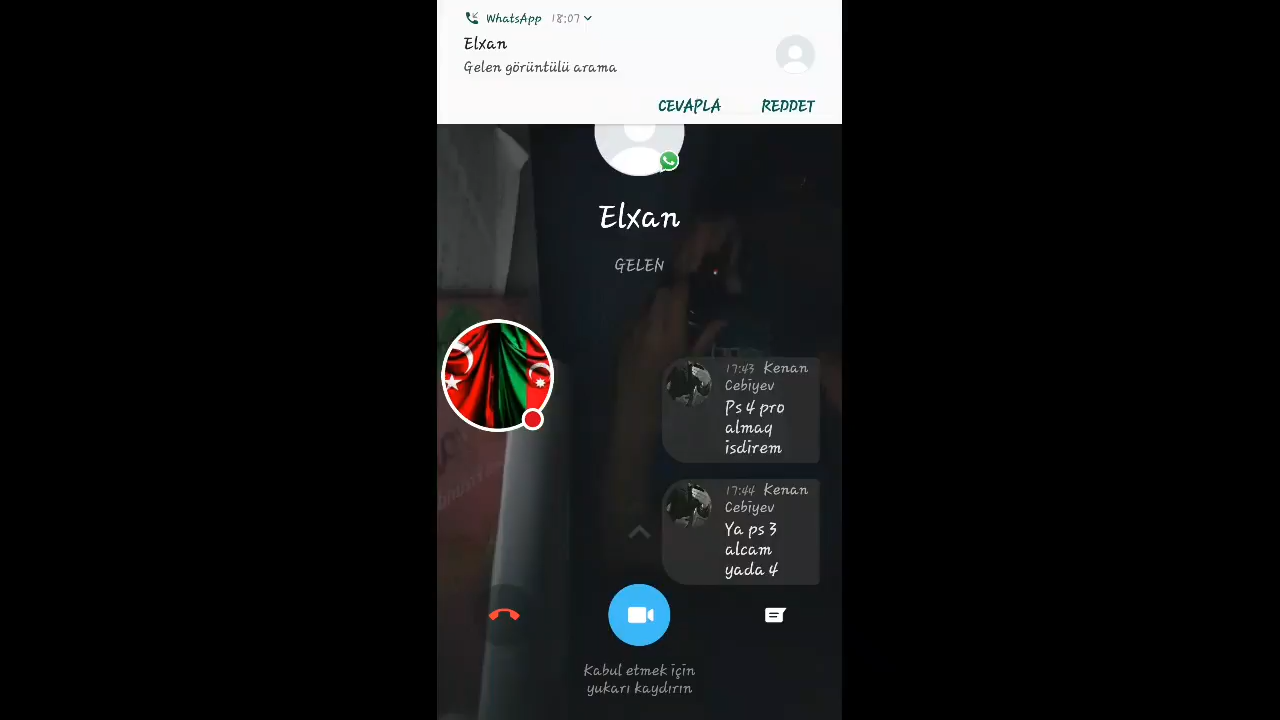 WhatsApp 18:07
Elxan
Gelen görüntülü arama
CEVAPLA REDDET
Elxan
GELEN
17:43 Kenan
Cebiyev
Ps 4 pro
almaq
isdirem
17:44 Kenan
Cebiyev
Ya ps 3
alcam
yada 4
Kabul etmek için
yukarı kaydırın